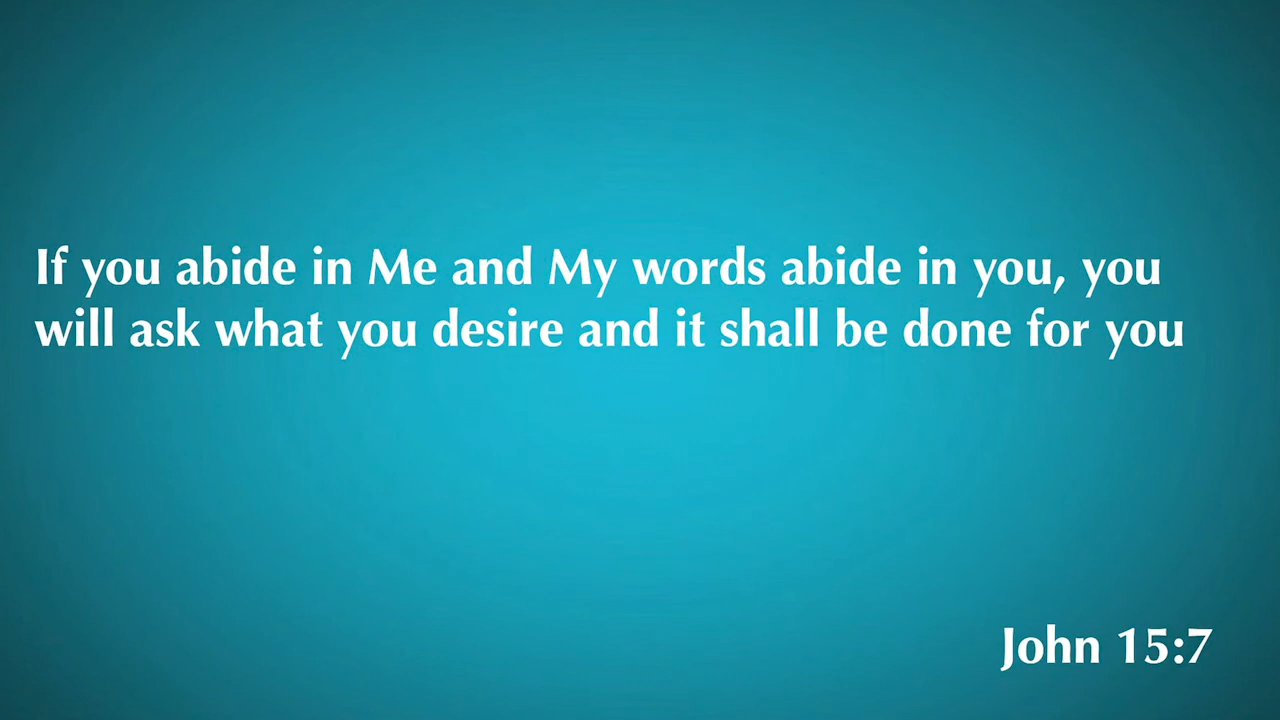 If you abide in Me and My words abide in you, you
will ask what you desire and it shall be done for you
John 15:7